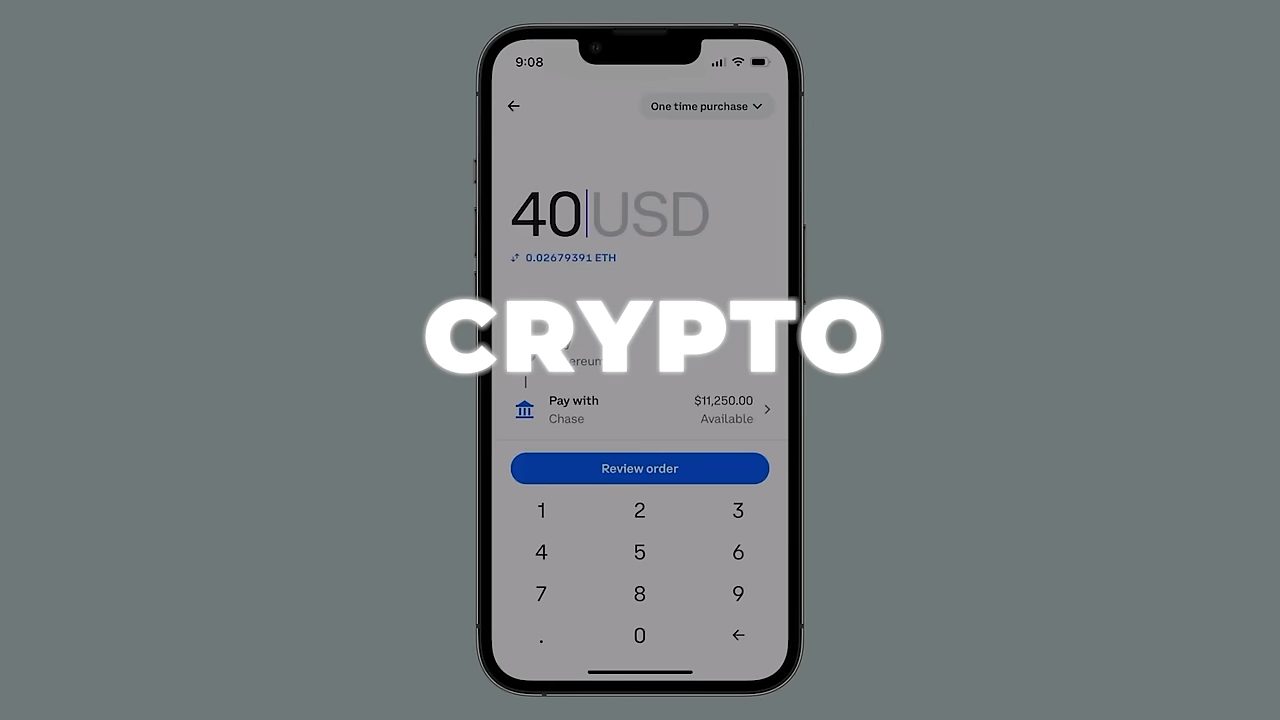 9:08
One time purchase
40 USD
0.02679391 ETH
CRYPTO
Pay with
$11,250.00
Chase
Available
Review order
1 2 3
4 5 6
7 8 9
. 0